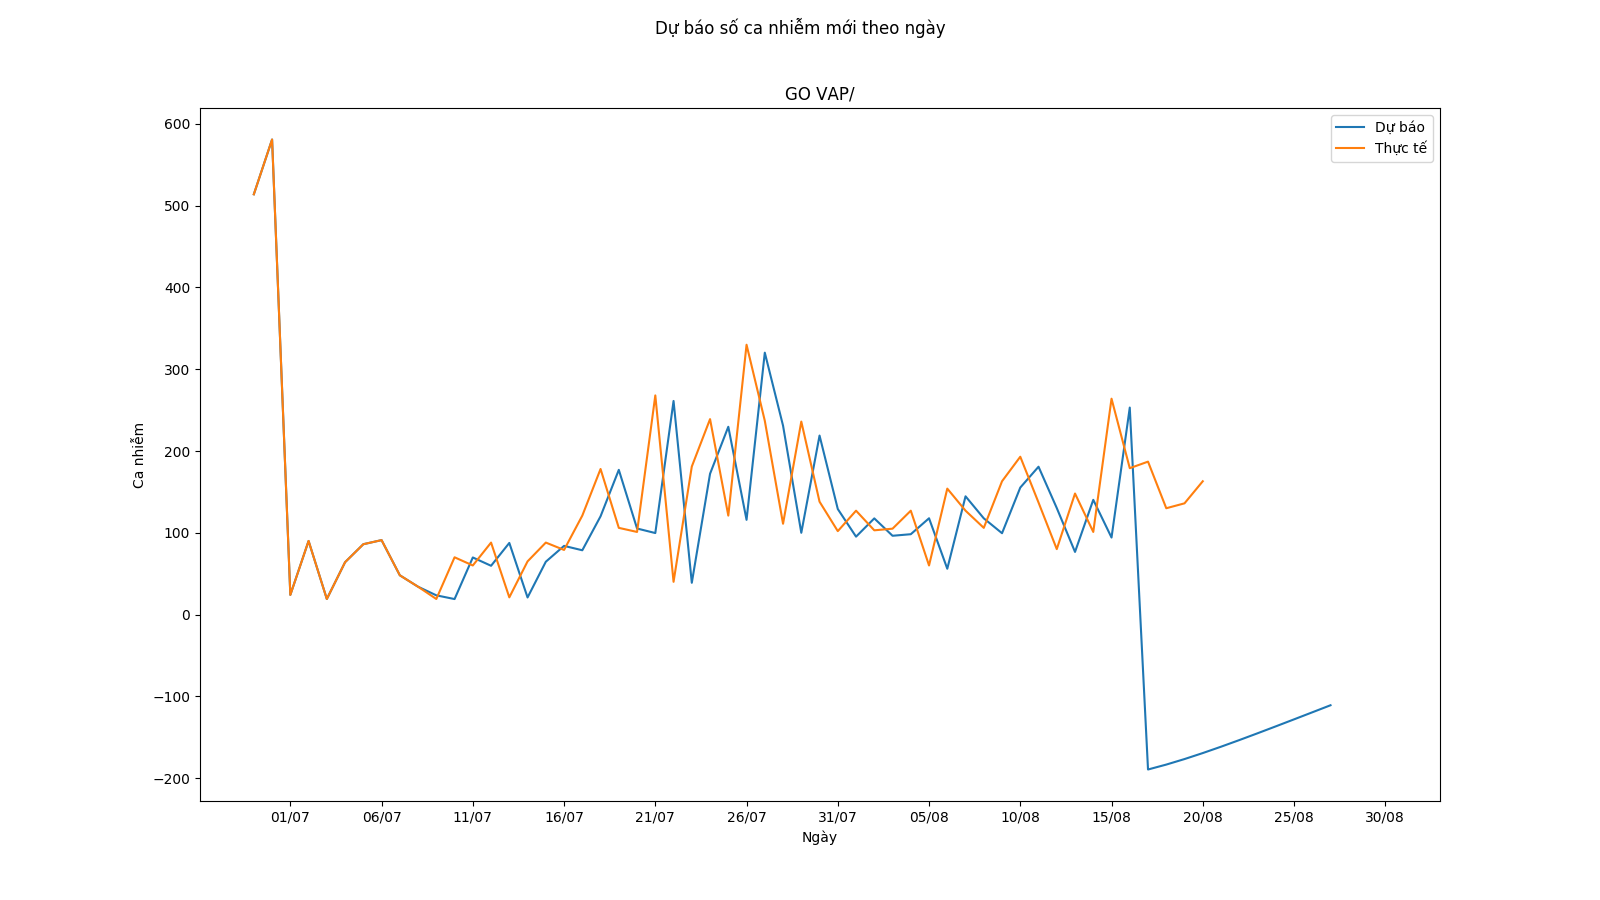 Dự báo số ca nhiễm mới theo ngày
GO VAP/
Dự báo
Thực tế
Ca nhiễm
600
500
400
300
200
100
0
−100
−200
01/07 06/07 11/07 16/07 21/07 26/07 31/07 05/08 10/08 15/08 20/08 25/08 30/08
Ngày